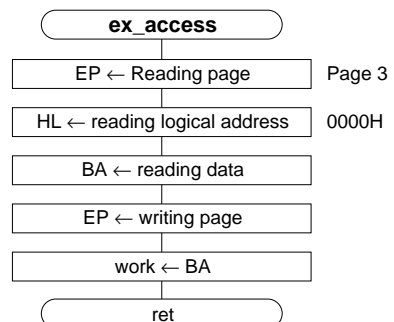 ex_access
EP ← Reading page Page 3
HL ← reading logical address 0000H
BA ← reading data
EP ← writing page
work ← BA
ret